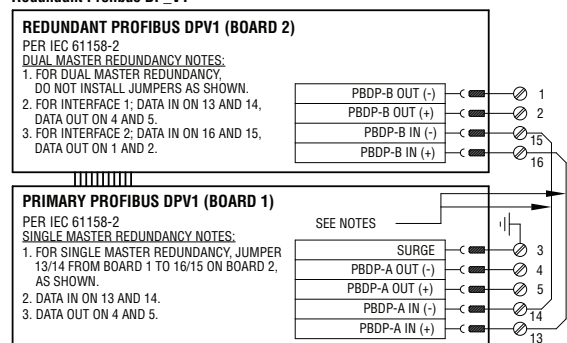 REDUNDANT PROFIBUS DPV1 (BOARD 2)
PER IEC 61158-2
DUAL MASTER REDUNDANCY NOTES:
1. FOR DUAL MASTER REDUNDANCY,
DO NOT INSTALL JUMPERS AS SHOWN.
2. FOR INTERFACE 1; DATA IN ON 13 AND 14,
DATA OUT ON 4 AND 5.
3. FOR INTERFACE 2; DATA IN ON 16 AND 15,
DATA OUT ON 1 AND 2.
PBDP-B OUT (-) 1
PBDP-B OUT (+) 2
PBDP-B IN (-) 15
PBDP-B IN (+) 16
PRIMARY PROFIBUS DPV1 (BOARD 1)
PER IEC 61158-2
SINGLE MASTER REDUNDANCY NOTES:
1. FOR SINGLE MASTER REDUNDANCY, JUMPER
13/14 FROM BOARD 1 TO 16/15 ON BOARD 2,
AS SHOWN.
2. DATA IN ON 13 AND 14.
3. DATA OUT ON 4 AND 5.
SEE NOTES
SURGE 3
PBDP-A OUT (-) 4
PBDP-A OUT (+) 5
PBDP-A IN (-) 14
PBDP-A IN (+) 13